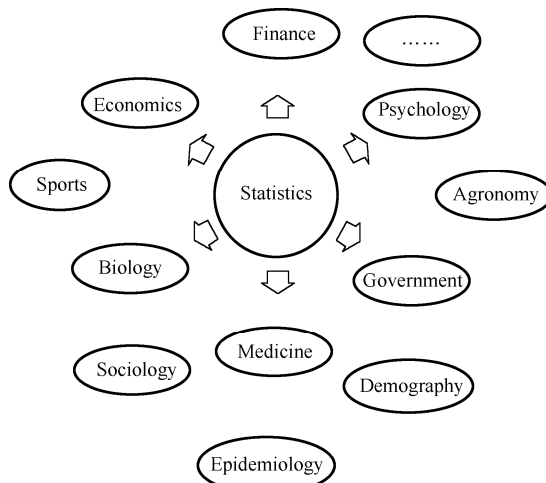 Finance
……
Economics
Psychology
Sports
Statistics
Agronomy
Biology
Government
Medicine
Sociology
Demography
Epidemiology